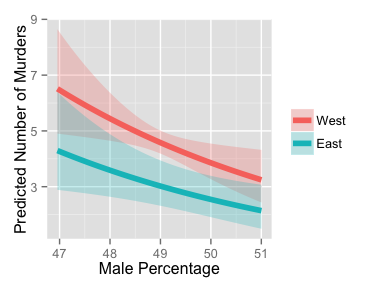 Predicted Number of Murders
9
7
5
3
47 48 49 50 51
Male Percentage
West
East